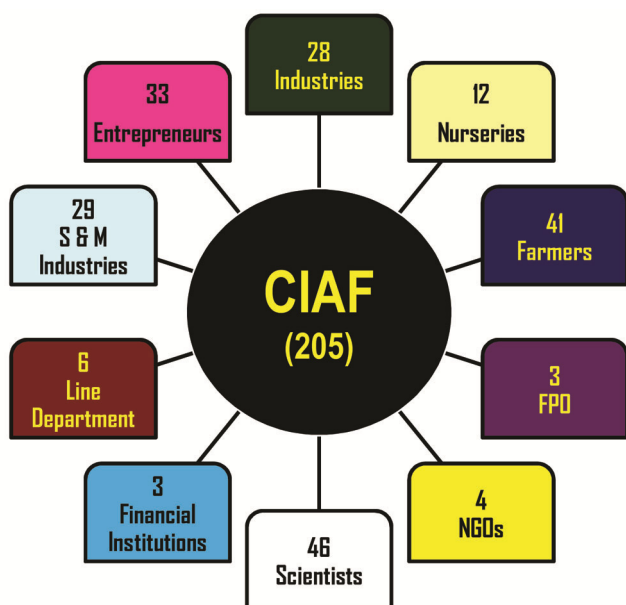 28
Industries
12
Nurseries
41
Farmers
3
FPO
4
NGOs
46
Scientists
3
Financial
Institutions
6
Line
Department
29
S & M
Industries
33
Entrepreneurs
CIAF
(205)